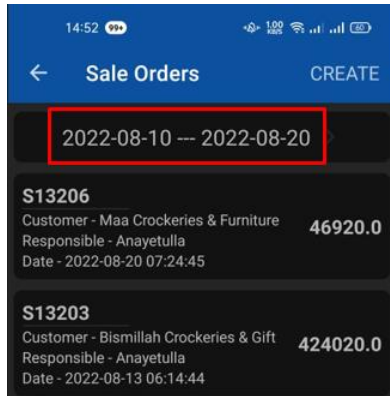 14:52 99+ 1.00 KB/S 60
← Sale Orders CREATE
2022-08-10 --- 2022-08-20
S13206
Customer - Maa Crockeries & Furniture 46920.0
Responsible - Anayetulla
Date - 2022-08-20 07:24:45
S13203
Customer - Bismillah Crockeries & Gift 424020.0
Responsible - Anayetulla
Date - 2022-08-13 06:14:44